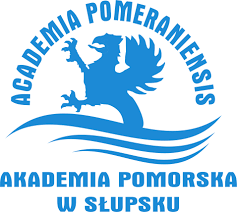 ACADEMIA POMERANIENSIS
AKADEMIA POMORSKA
W SŁUPSKU